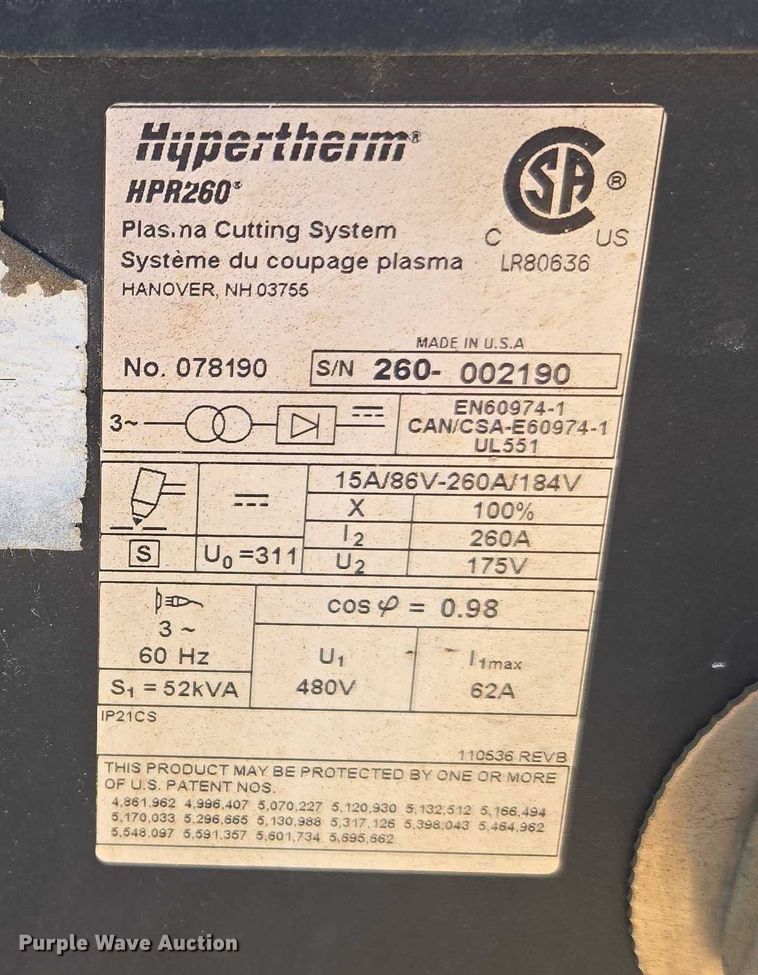 Hypertherm®
HPR260®
Plasma Cutting System
Système du coupage plasma
HANOVER, NH 03755
CSA ®
C US
LR80636
MADE IN U.S.A
No. 078190 S/N 260- 002190
3~
EN60974-1
CAN/CSA-E60974-1
UL551
15A/86V-260A/184V
X 100%
I2 260A
S U0 =311 U2 175V
3 ~
60 Hz
S1 = 52kVA
cos φ = 0.98
U1 I1max
480V 62A
IP21CS
110536 REVB
THIS PRODUCT MAY BE PROTECTED BY ONE OR MORE
OF U.S. PATENT NOS.
4,861,962 4,996,407 5,070,227 5,120,930 5,132,512 5,166,494
5,170,033 5,296,665 5,130,988 5,317,126 5,398,043 5,464,962
5,548,097 5,591,357 5,601,734 5,695,662
Purple Wave Auction